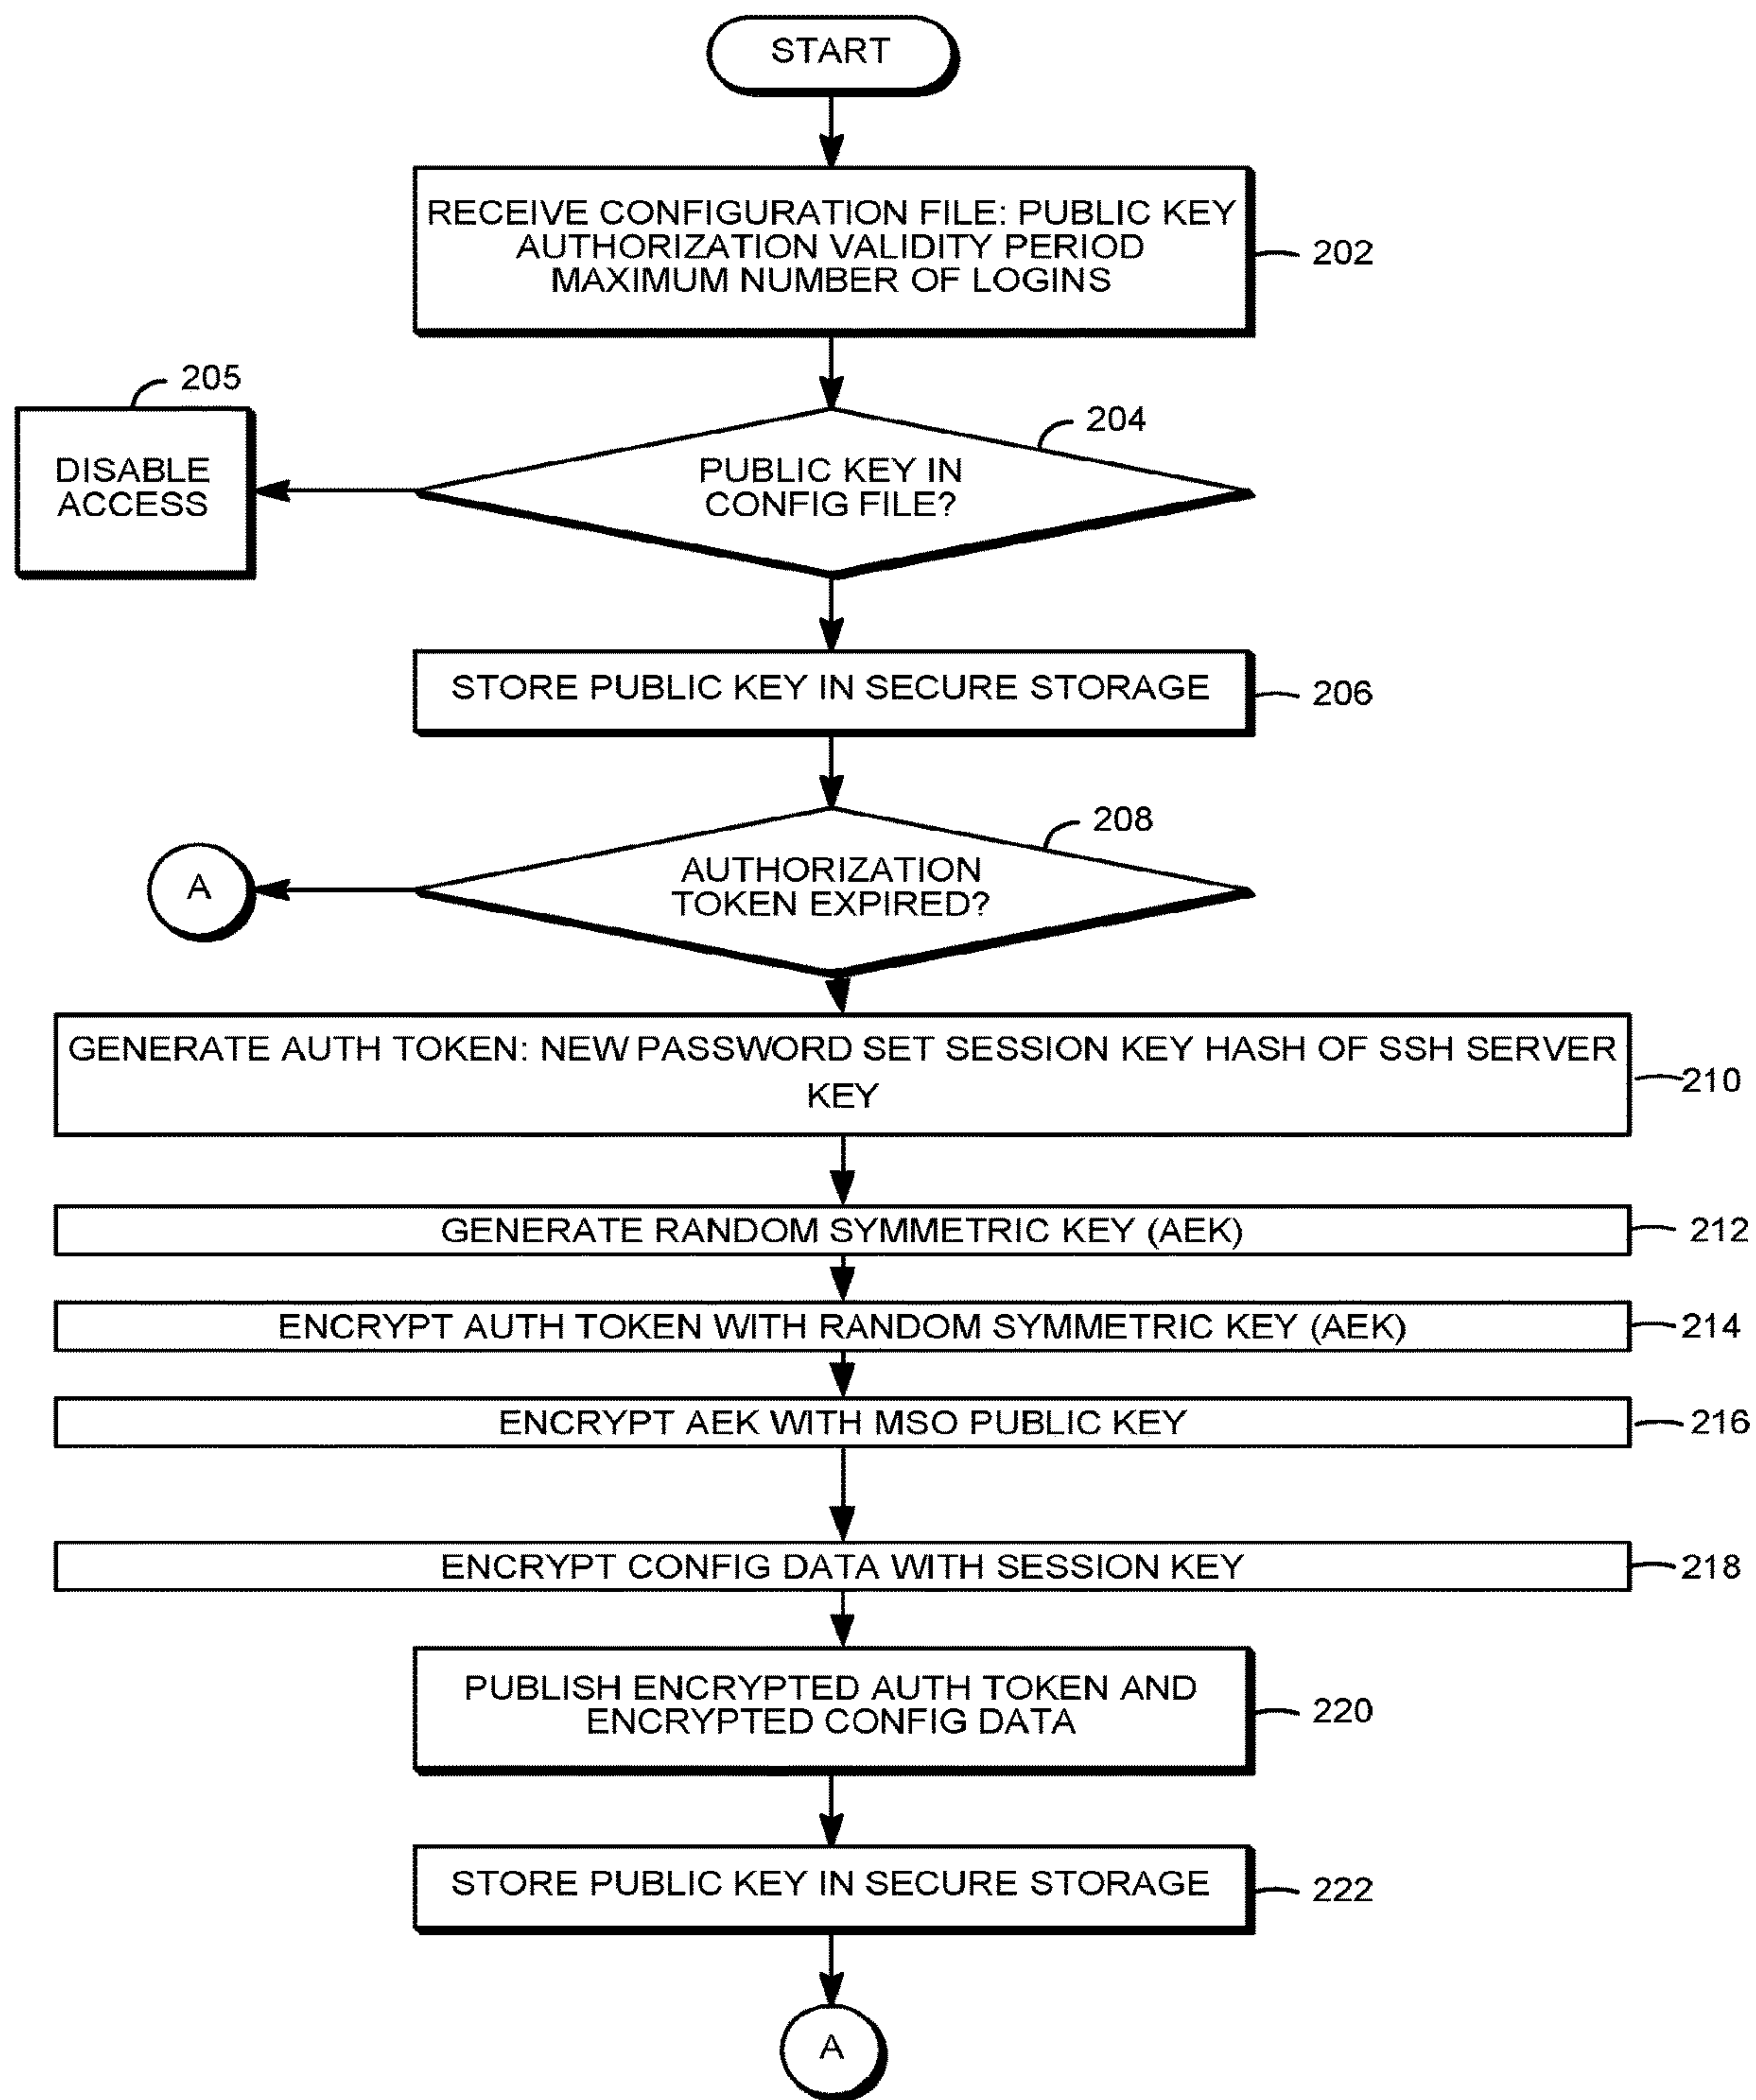 START
RECEIVE CONFIGURATION FILE: PUBLIC KEY
AUTHORIZATION VALIDITY PERIOD
MAXIMUM NUMBER OF LOGINS
202
205
204
DISABLE
ACCESS
PUBLIC KEY IN
CONFIG FILE?
STORE PUBLIC KEY IN SECURE STORAGE
206
208
A
AUTHORIZATION
TOKEN EXPIRED?
GENERATE AUTH TOKEN: NEW PASSWORD SET SESSION KEY HASH OF SSH SERVER
KEY
210
GENERATE RANDOM SYMMETRIC KEY (AEK)
212
ENCRYPT AUTH TOKEN WITH RANDOM SYMMETRIC KEY (AEK)
214
ENCRYPT AEK WITH MSO PUBLIC KEY
216
ENCRYPT CONFIG DATA WITH SESSION KEY
218
PUBLISH ENCRYPTED AUTH TOKEN AND
ENCRYPTED CONFIG DATA
220
STORE PUBLIC KEY IN SECURE STORAGE
222
A